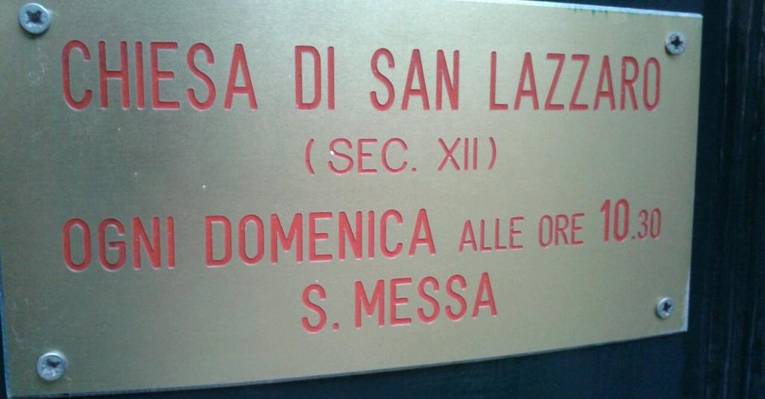 CHIESA DI SAN LAZZARO
(SEC. XII)
OGNI DOMENICA ALLE ORE 10.30
S. MESSA